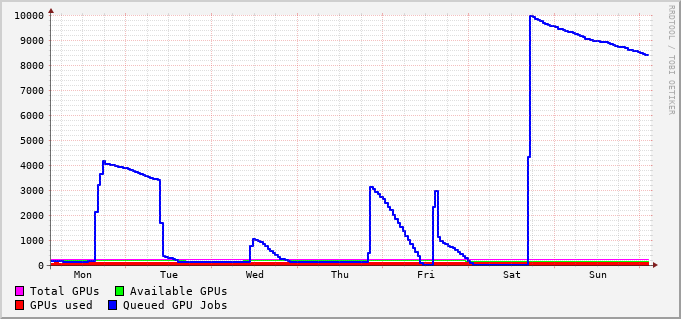 10000
9000
8000
7000
6000
5000
4000
3000
2000
1000
0
Mon Tue Wed Thu Fri Sat Sun
RRDTOOL / TOBI OETIKER
Total GPUs Available GPUs
GPUs used Queued GPU Jobs